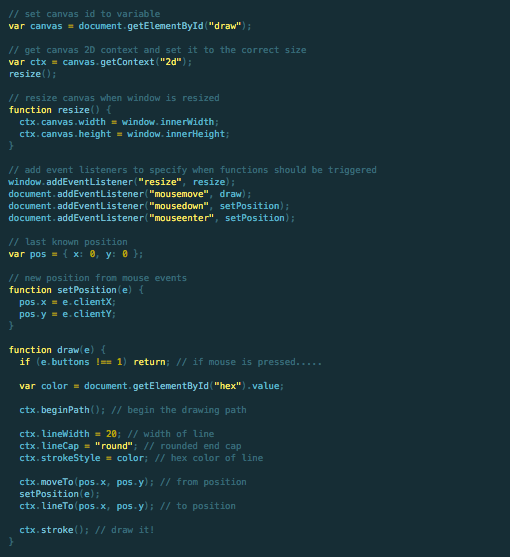 // set canvas id to variable
var canvas = document.getElementById("draw");

// get canvas 2D context and set it to the correct size
var ctx = canvas.getContext("2d");
resize();

// resize canvas when window is resized
function resize() {
  ctx.canvas.width = window.innerWidth;
  ctx.canvas.height = window.innerHeight;
}

// add event listeners to specify when functions should be triggered
window.addEventListener("resize", resize);
document.addEventListener("mousemove", draw);
document.addEventListener("mousedown", setPosition);
document.addEventListener("mouseenter", setPosition);

// last known position
var pos = { x: 0, y: 0 };

// new position from mouse events
function setPosition(e) {
  pos.x = e.clientX;
  pos.y = e.clientY;
}

function draw(e) {
  if (e.buttons !== 1) return; // if mouse is pressed.....

  var color = document.getElementById("hex").value;

  ctx.beginPath(); // begin the drawing path

  ctx.lineWidth = 20; // width of line
  ctx.lineCap = "round"; // rounded end cap
  ctx.strokeStyle = color; // hex color of line

  ctx.moveTo(pos.x, pos.y); // from position
  setPosition(e);
  ctx.lineTo(pos.x, pos.y); // to position

  ctx.stroke(); // draw it!
}